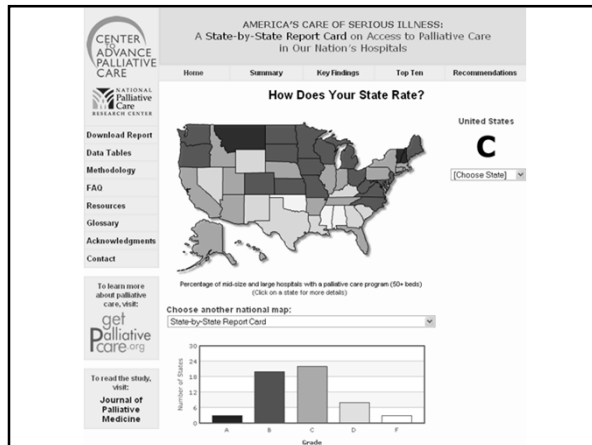 CENTER
TO
ADVANCE
PALLIATIVE
CARE
NATIONAL
Palliative
Care
RESEARCH CENTER
AMERICA'S CARE OF SERIOUS ILLNESS:
A State-by-State Report Card on Access to Palliative Care
in Our Nation's Hospitals
Home Summary Key Findings Top Ten Recommendations
Download Report
Data Tables
Methodology
FAQ
Resources
Glossary
Acknowledgments
Contact
To learn more
about palliative
care, visit:
get
Palliative
care.org
To read the study,
visit:
Journal of
Palliative
Medicine
How Does Your State Rate?
United States
C
[Choose State]
Percentage of mid-size and large hospitals with a palliative care program (50+ beds)
(Click on a state for more details)
Choose another national map:
State-by-State Report Card
Number of States
30
24
18
12
6
0
A B C D F
Grade